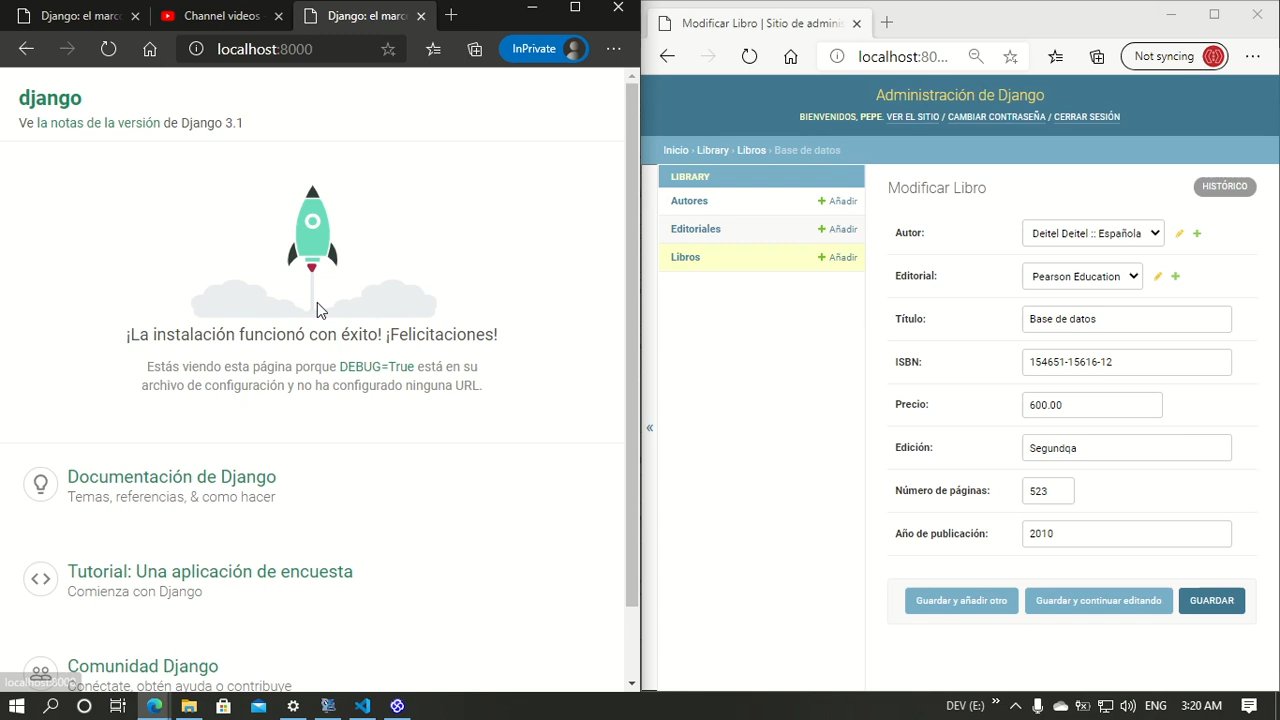 Django: el marc
Channel videos
Django: el marc
localhost:8000
InPrivate
django
Ve la notas de la versión de Django 3.1
¡La instalación funcionó con éxito! ¡Felicitaciones!
Estás viendo esta página porque DEBUG=True está en su
archivo de configuración y no ha configurado ninguna URL.
Documentación de Django
Temas, referencias, & como hacer
Tutorial: Una aplicación de encuesta
Comienza con Django
Comunidad Django
Conéctate, obtén ayuda o contribuye
localhost:8000
Modificar Libro | Sitio de adminis
localhost:80...
Not syncing
Administración de Django
BIENVENIDOS, PEPE. VER EL SITIO / CAMBIAR CONTRASEÑA / CERRAR SESIÓN
Inicio › Library › Libros › Base de datos
LIBRARY
Autores + Añadir
Editoriales + Añadir
Libros + Añadir
«
Modificar Libro
HISTÓRICO
Autor: Deitel Deitel :: Española
Editorial: Pearson Education
Título: Base de datos
ISBN: 154651-15616-12
Precio: 600.00
Edición: Segundqa
Número de páginas: 523
Año de publicación: 2010
Guardar y añadir otro
Guardar y continuar editando
GUARDAR
DEV (E:) » ENG 3:20 AM